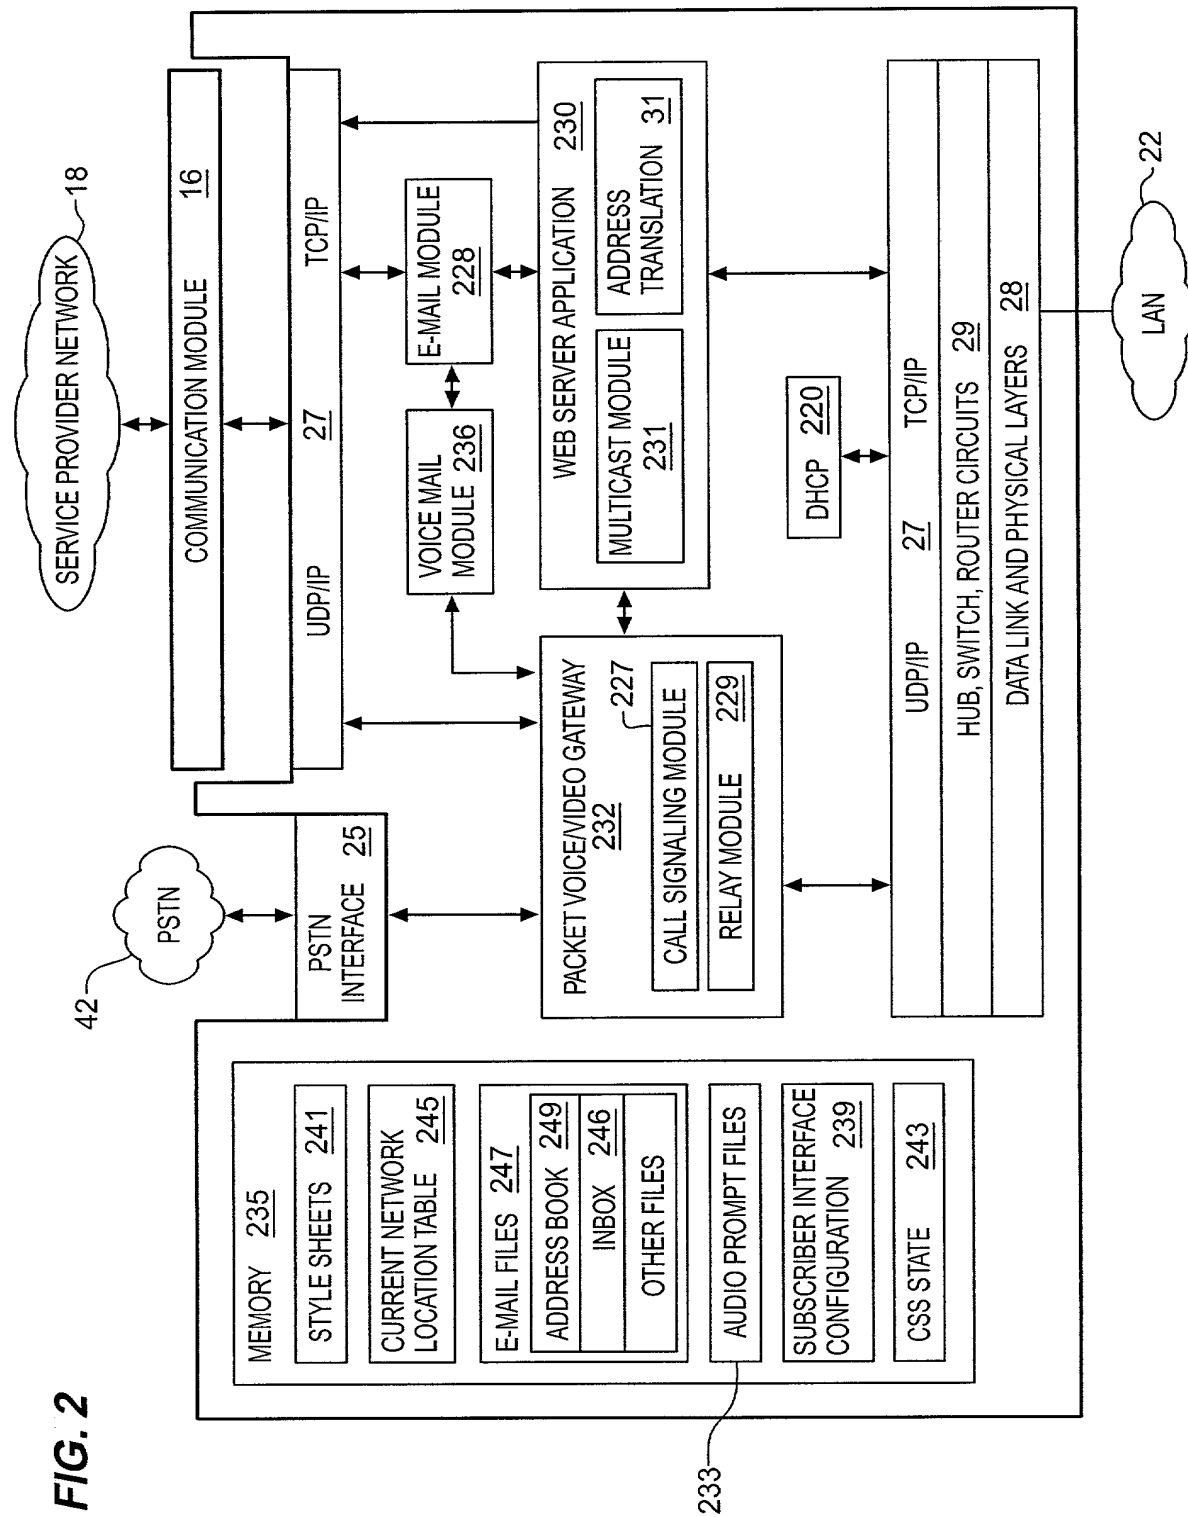 FIG. 2
SERVICE PROVIDER NETWORK
18
COMMUNICATION MODULE 16
PSTN
42
PSTN
INTERFACE 25
UDP/IP 27 TCP/IP
VOICE MAIL
MODULE 236
E-MAIL MODULE
228
PACKET VOICE/VIDEO GATEWAY
232
227
CALL SIGNALING MODULE
RELAY MODULE 229
WEB SERVER APPLICATION 230
MULTICAST MODULE
231
ADDRESS
TRANSLATION 31
DHCP 220
UDP/IP 27 TCP/IP
HUB, SWITCH, ROUTER CIRCUITS 29
DATA LINK AND PHYSICAL LAYERS 28
LAN
22
MEMORY 235
STYLE SHEETS 241
CURRENT NETWORK
LOCATION TABLE 245
E-MAIL FILES 247
ADDRESS BOOK 249
INBOX 246
OTHER FILES
AUDIO PROMPT FILES
233
SUBSCRIBER INTERFACE
CONFIGURATION 239
CSS STATE 243